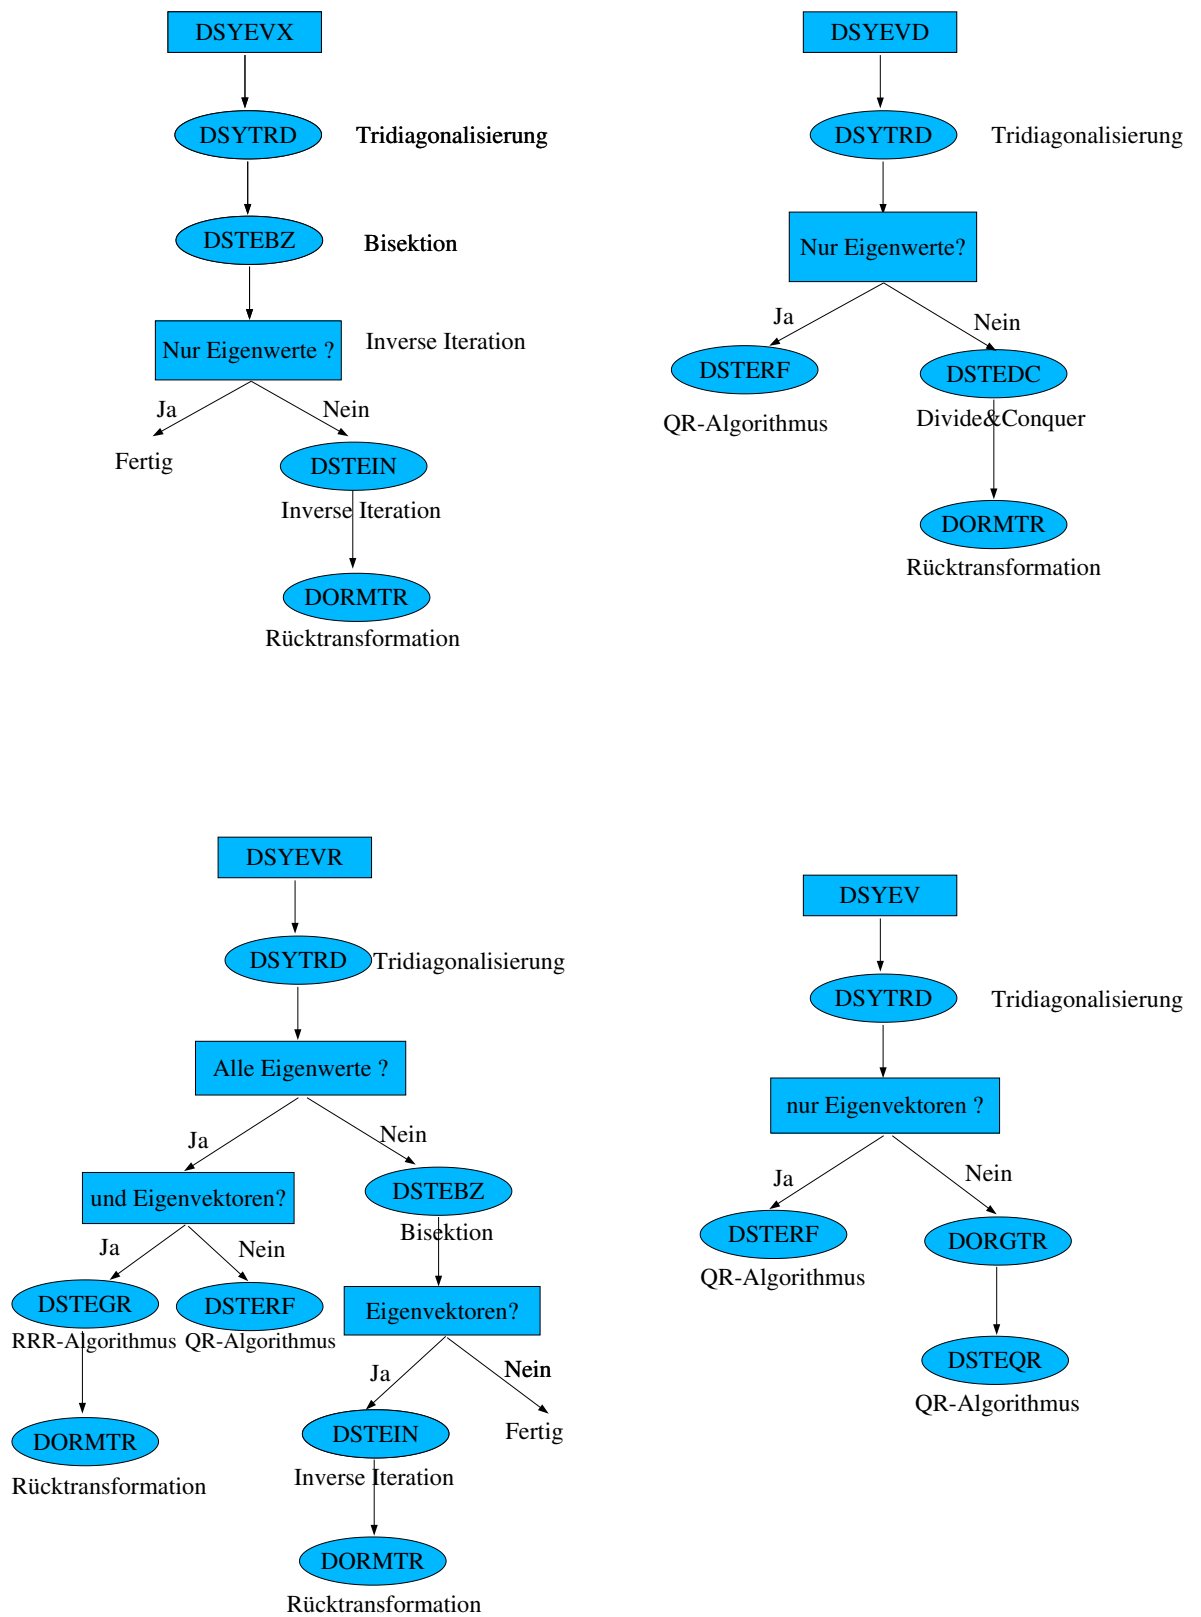 DSYEVX
DSYTRD
Tridiagonalisierung
DSTEBZ
Bisektion
Nur Eigenwerte ?
Inverse Iteration
Ja
Nein
Fertig
DSTEIN
Inverse Iteration
DORMTR
Rücktransformation
DSYEVD
DSYTRD
Tridiagonalisierung
Nur Eigenwerte?
Ja
Nein
DSTERF
QR-Algorithmus
DSTEDC
Divide&Conquer
DORMTR
Rücktransformation
DSYEVR
DSYTRD
Tridiagonalisierung
Alle Eigenwerte ?
Ja
Nein
und Eigenvektoren?
DSTEBZ
Bisektion
Ja
Nein
DSTEGR
RRR-Algorithmus
DSTERF
QR-Algorithmus
Eigenvektoren?
Ja
Nein
DSTEIN
Inverse Iteration
Fertig
DORMTR
Rücktransformation
DORMTR
Rücktransformation
DSYEV
DSYTRD
Tridiagonalisierung
nur Eigenvektoren ?
Ja
Nein
DSTERF
QR-Algorithmus
DORGTR
DSTEQR
QR-Algorithmus